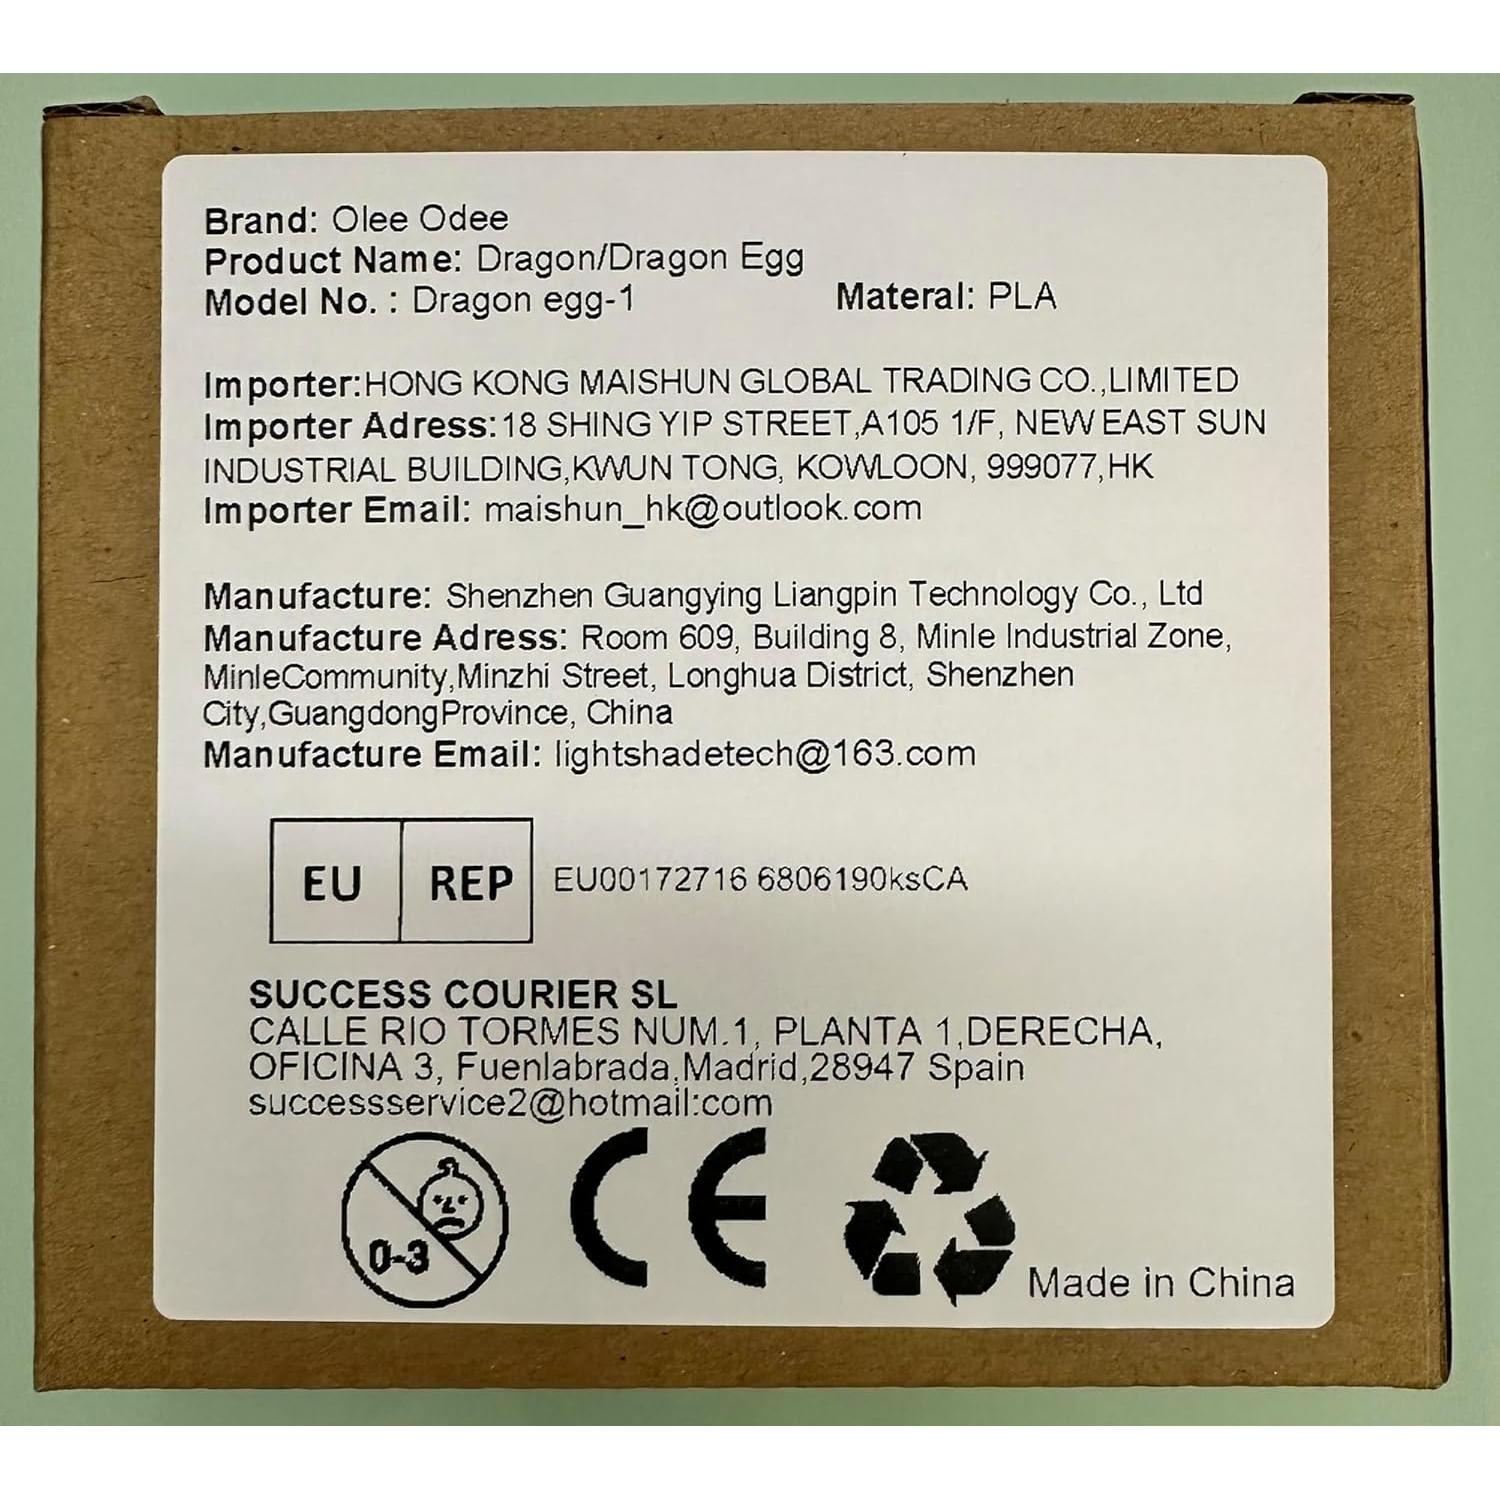 Brand: Olee Odee
Product Name: Dragon/Dragon Egg
Model No. : Dragon egg-1 Materal: PLA
Importer:HONG KONG MAISHUN GLOBAL TRADING CO.,LIMITED
Importer Adress:18 SHING YIP STREET,A105 1/F, NEW EAST SUN
INDUSTRIAL BUILDING,KWUN TONG, KOWLOON, 999077,HK
Importer Email: maishun_hk@outlook.com
Manufacture: Shenzhen Guangying Liangpin Technology Co., Ltd
Manufacture Adress: Room 609, Building 8, Minle Industrial Zone,
MinleCommunity,Minzhi Street, Longhua District, Shenzhen
City,GuangdongProvince, China
Manufacture Email: lightshadetech@163.com
EU REP EU00172716 6806190ksCA
SUCCESS COURIER SL
CALLE RIO TORMES NUM.1, PLANTA 1,DERECHA,
OFICINA 3, Fuenlabrada,Madrid,28947 Spain
successservice2@hotmail:com
0-3 CE Made in China